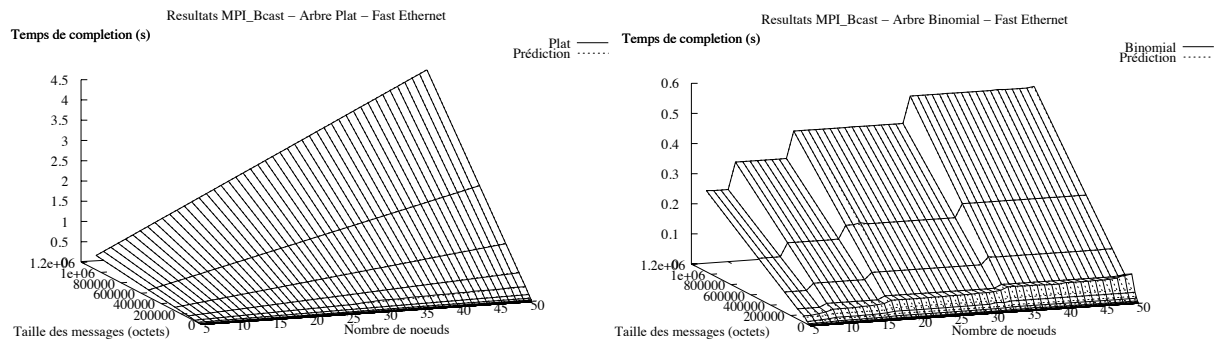 Resultats MPI_Bcast − Arbre Plat − Fast Ethernet
Temps de completion (s)
Plat
Prédiction
4.5
4
3.5
3
2.5
2
1.5
1
0.5
0
1.2e+06
1e+06
800000
600000
400000
200000
0
Taille des messages (octets)
5
10
15
20
25
30
35
40
45
50
Nombre de noeuds
Resultats MPI_Bcast − Arbre Binomial − Fast Ethernet
Temps de completion (s)
Binomial
Prédiction
0.6
0.5
0.4
0.3
0.2
0.1
0
1.2e+06
1e+06
800000
600000
400000
200000
0
Taille des messages (octets)
5
10
15
20
25
30
35
40
45
50
Nombre de noeuds